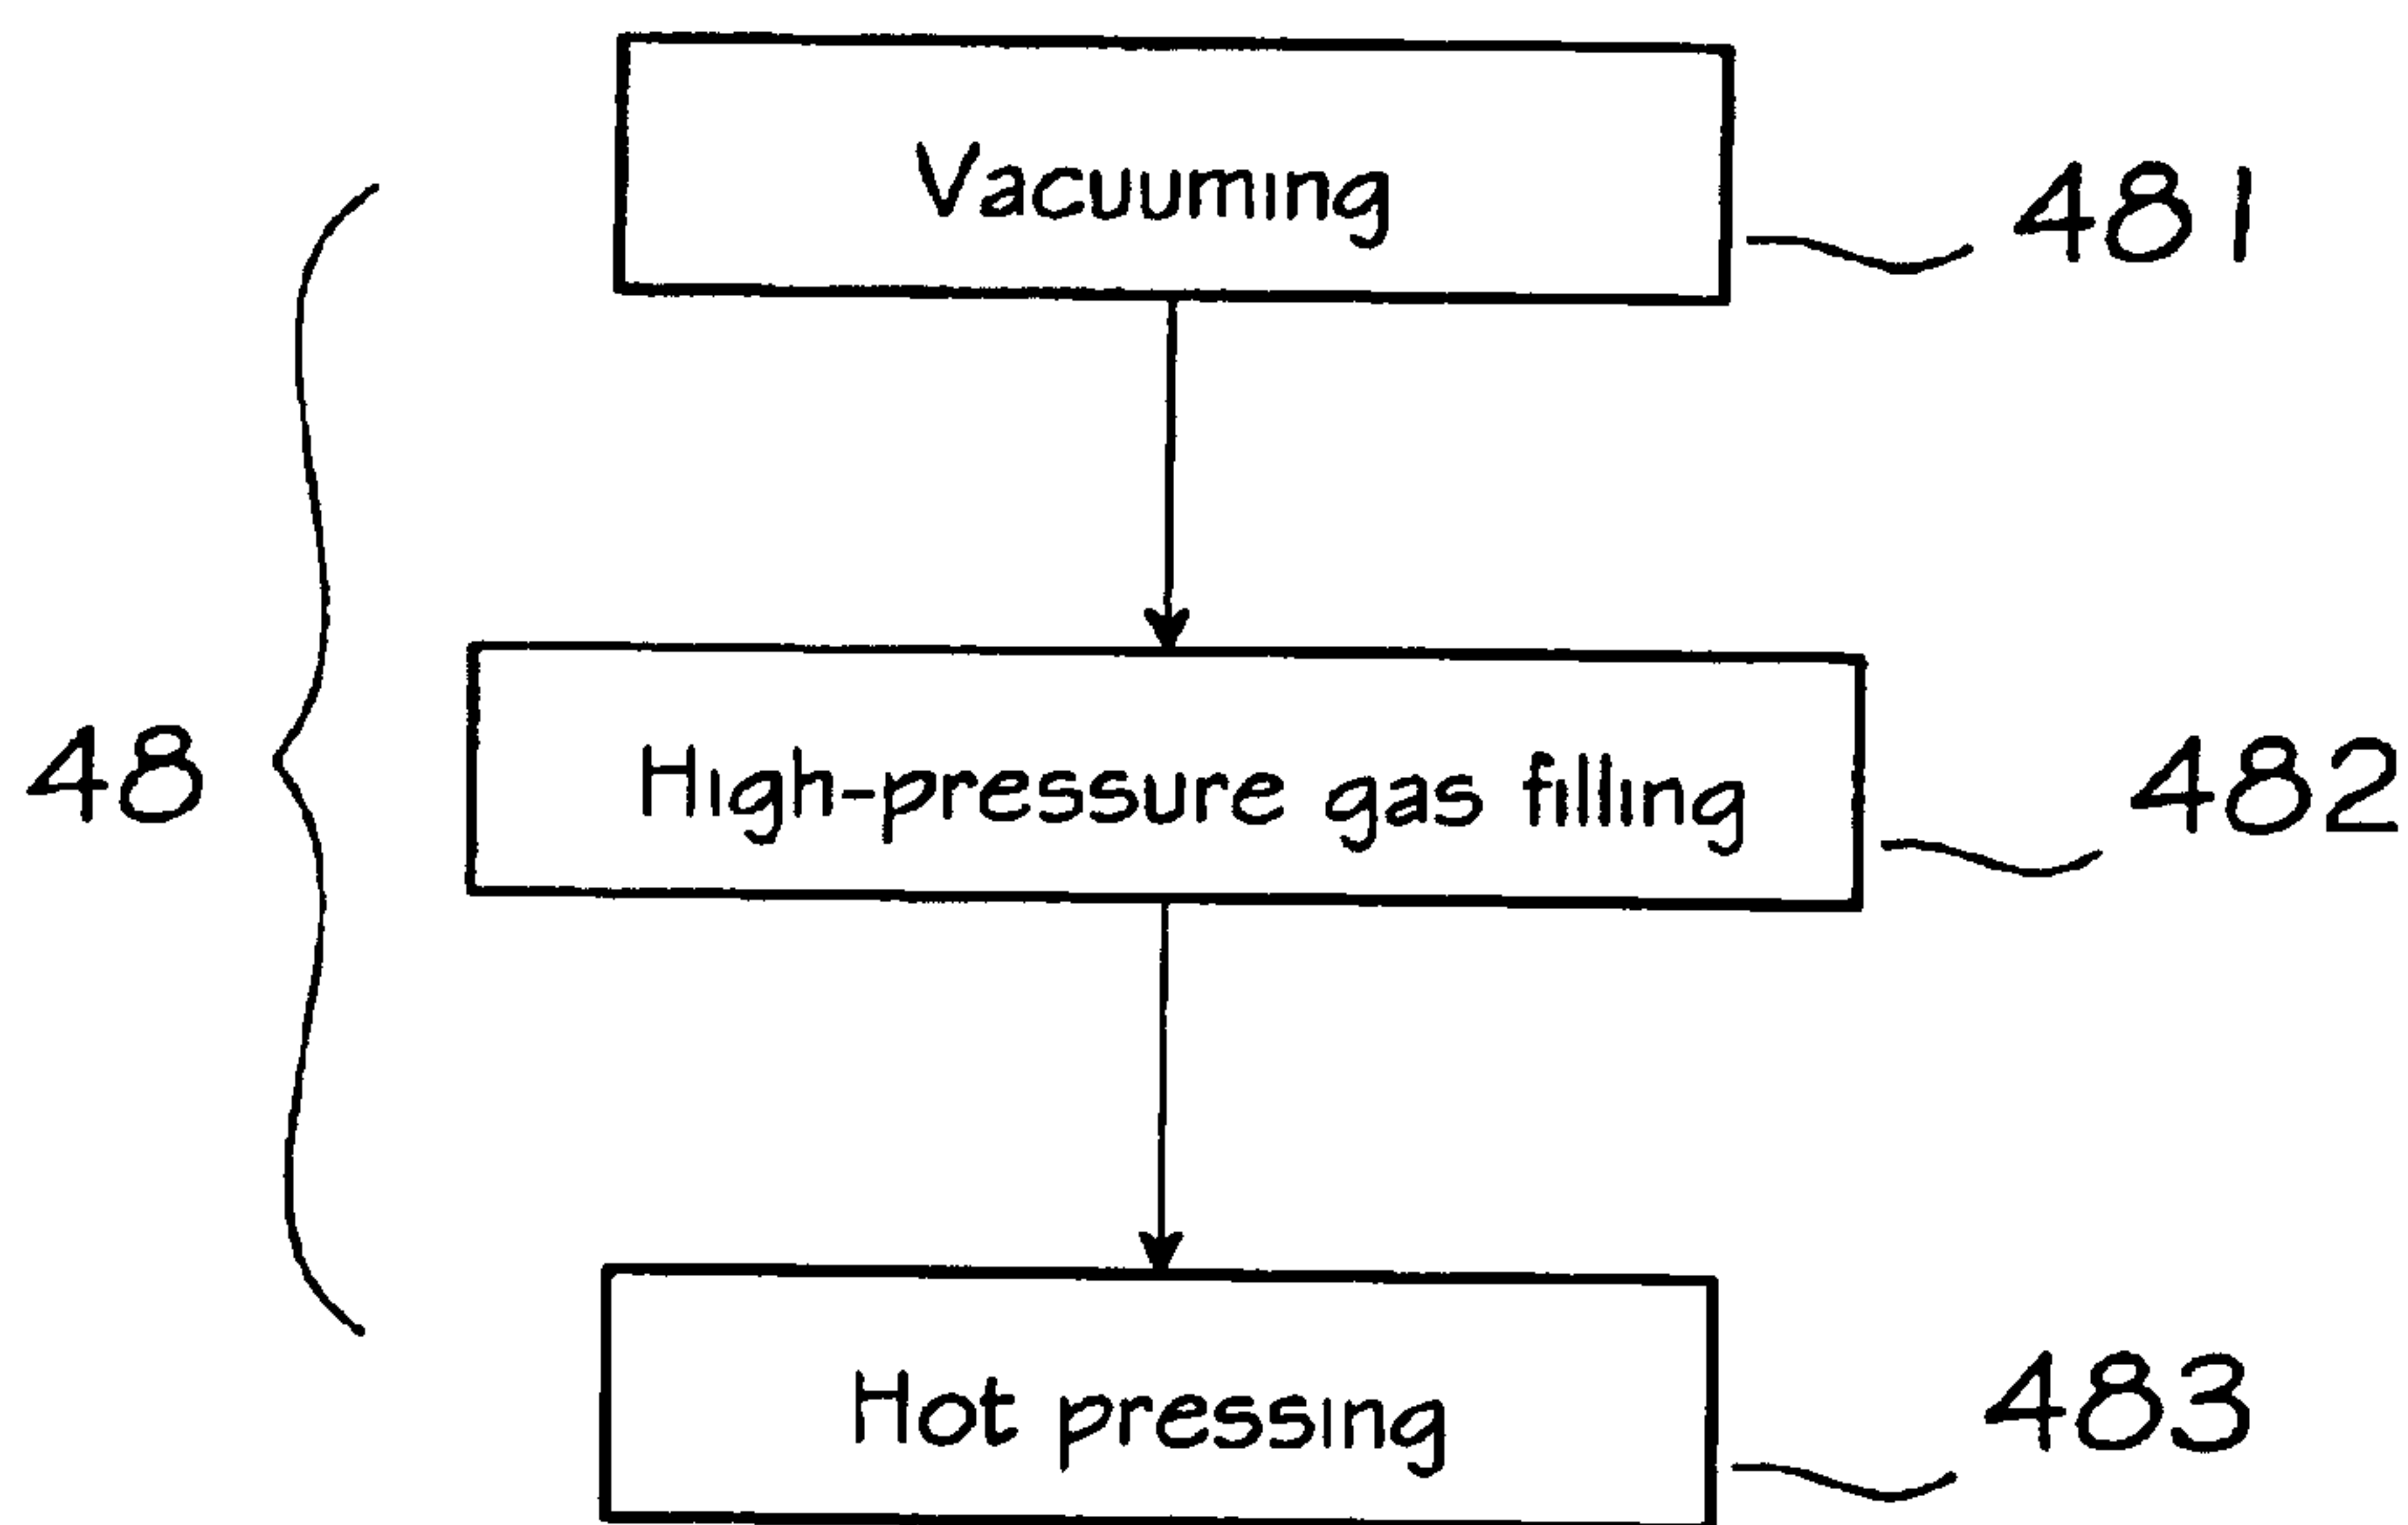 Vacuuming
481
48
High-pressure gas filling
482
Hot pressing
483